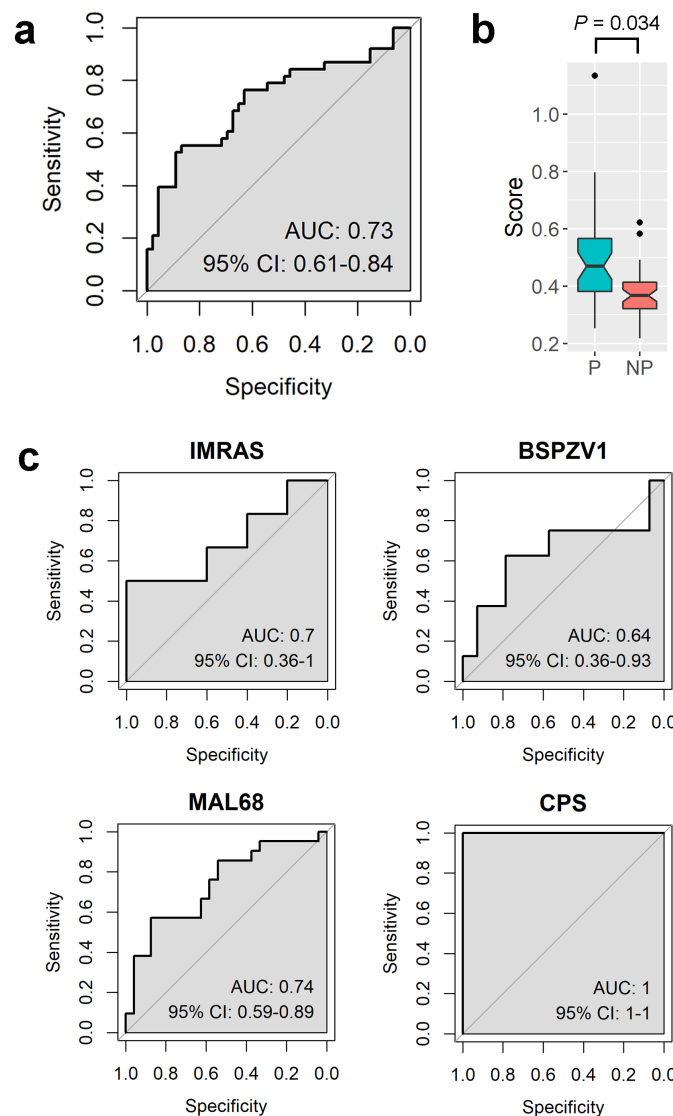 a
Sensitivity
1.0
0.8
0.6
0.4
0.2
0.0
AUC: 0.73
95% CI: 0.61-0.84
1.0 0.8 0.6 0.4 0.2 0.0
Specificity
b
P = 0.034
Score
1.0
0.8
0.6
0.4
0.2
P NP
c
IMRAS
Sensitivity
1.0
0.8
0.6
0.4
0.2
0.0
AUC: 0.7
95% CI: 0.36-1
1.0 0.8 0.6 0.4 0.2 0.0
Specificity
BSPZV1
Sensitivity
1.0
0.8
0.6
0.4
0.2
0.0
AUC: 0.64
95% CI: 0.36-0.93
1.0 0.8 0.6 0.4 0.2 0.0
Specificity
MAL68
Sensitivity
1.0
0.8
0.6
0.4
0.2
0.0
AUC: 0.74
95% CI: 0.59-0.89
1.0 0.8 0.6 0.4 0.2 0.0
Specificity
CPS
Sensitivity
1.0
0.8
0.6
0.4
0.2
0.0
AUC: 1
95% CI: 1-1
1.0 0.8 0.6 0.4 0.2 0.0
Specificity